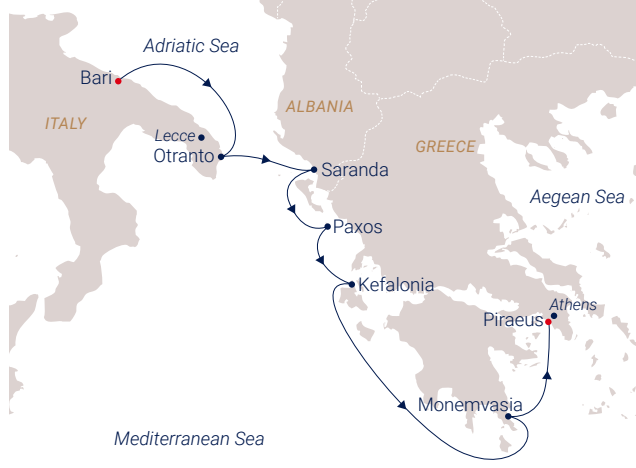 Adriatic Sea
Bari
ALBANIA
ITALY
Lecce
GREECE
Otranto
Saranda
Aegean Sea
Paxos
Kefalonia
Athens
Piraeus
Monemvasia
Mediterranean Sea